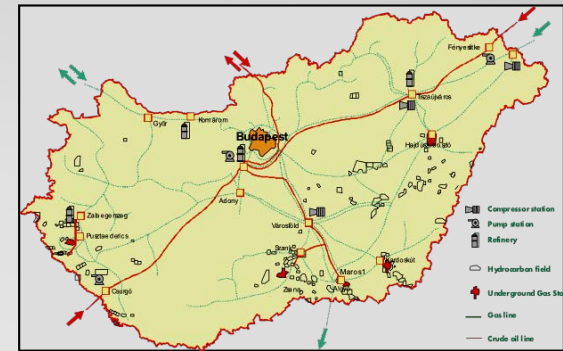 Fényeslitke
Tiszaújváros
Győr
Komárom
Budapest
Hajdúszoboszló
Adony
Zalaegerszeg
Pusztaederics
Városföld
Szank
Kardoskút
Maros1
Zsana
Algyő
Csurgó
Compressor station
Pump station
Refinery
Hydrocarbon field
Underground Gas Sto
Gas line
Crude oil line